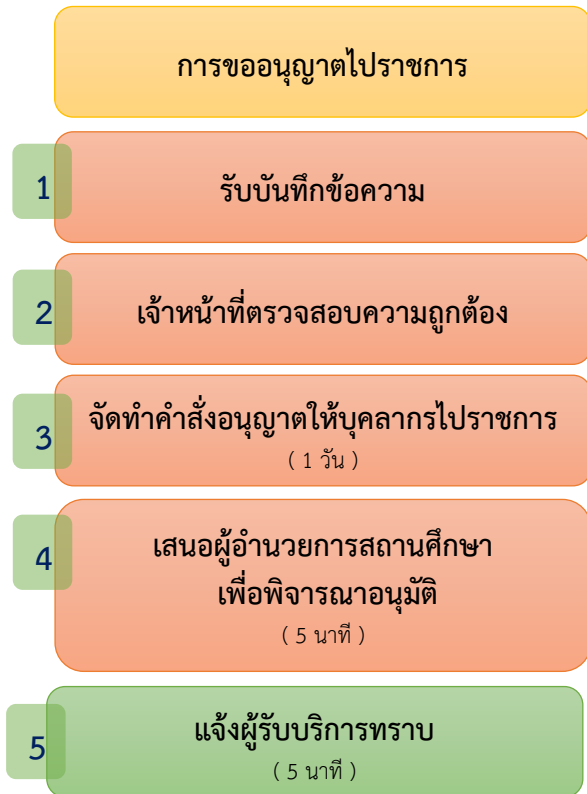 การขออนุญาตไปราชการ
1
รับบันทึกข้อความ
2
เจ้าหน้าที่ตรวจสอบความถูกต้อง
3
จัดทำคำสั่งอนุญาตให้บุคลากรไปราชการ
( 1 วัน )
4
เสนอผู้อำนวยการสถานศึกษา
เพื่อพิจารณาอนุมัติ
( 5 นาที )
5
แจ้งผู้รับบริการทราบ
( 5 นาที )